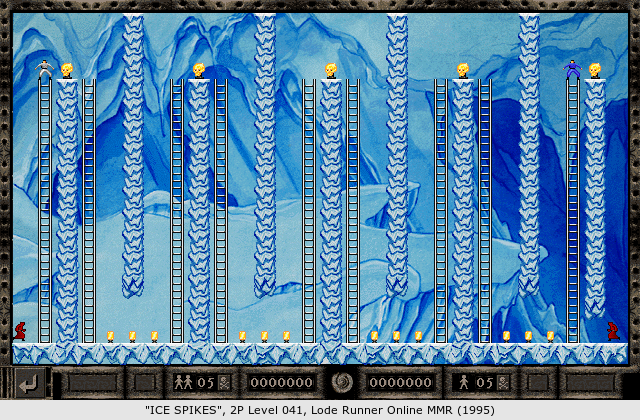 05 0000000 0000000 05
"ICE SPIKES", 2P Level 041, Lode Runner Online MMR (1995)